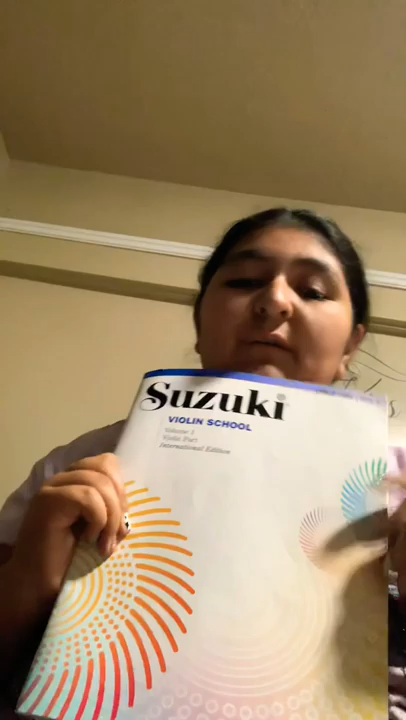 Suzuki
VIOLIN SCHOOL
Volume 1
Violin Part
International Edition